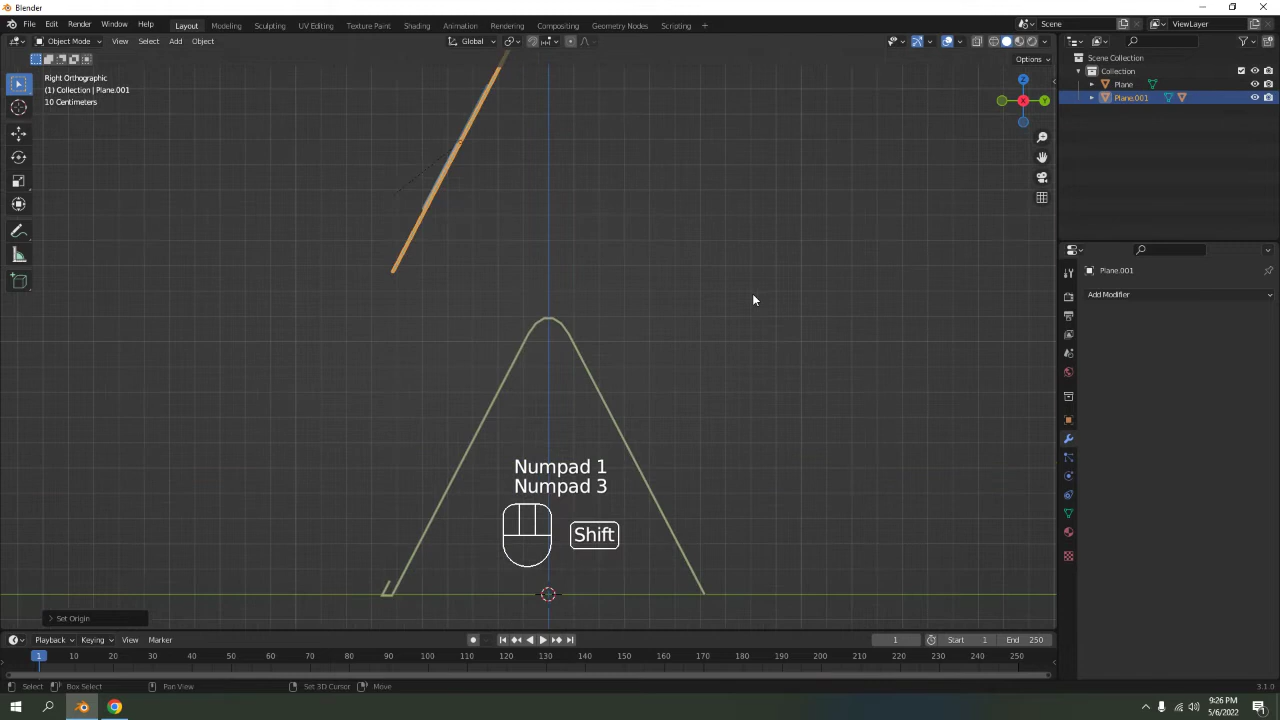 Blender
File Edit Render Window Help Layout Modeling Sculpting UV Editing Texture Paint Shading Animation Rendering Compositing Geometry Nodes Scripting + Scene ViewLayer
Object Mode View Select Add Object Global
Options
Right Orthographic
(1) Collection | Plane.001
10 Centimeters
Z
X
Y
Scene Collection
Collection
Plane
Plane.001
Plane.001
Add Modifier
Numpad 1
Numpad 3
Shift
Set Origin
Playback Keying View Marker 1 Start 1 End 250
1 10 20 30 40 50 60 70 80 90 100 110 120 130 140 150 160 170 180 190 200 210 220 230 240 250
Select Box Select Pan View Set 3D Cursor Move 3.1.0
9:26 PM
5/6/2022
1